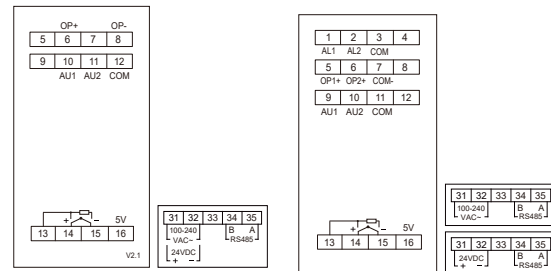 OP+ OP-
5 6 7 8
9 10 11 12
AU1 AU2 COM
+ - 5V
13 14 15 16
V2.1
31 32 33 34 35
100-240 VAC~ B A
RS485
24VDC
+ -
1 2 3 4
AL1 AL2 COM
5 6 7 8
OP1+ OP2+ COM-
9 10 11 12
AU1 AU2 COM
+ - 5V
13 14 15 16
31 32 33 34 35
100-240 VAC~ B A
RS485
31 32 33 34 35
24VDC B A
+ - RS485